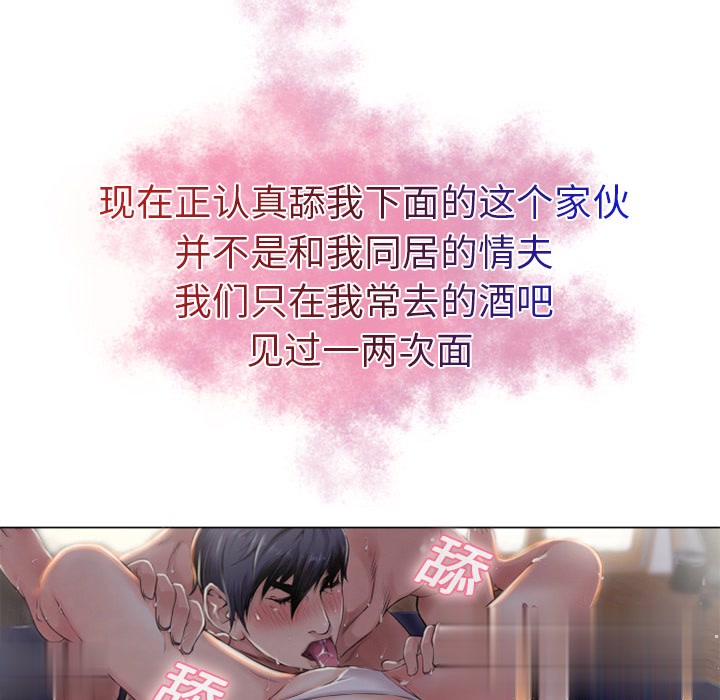 现在正认真舔我下面的这个家伙
并不是和我同居的情夫
我们只在我常去的酒吧
见过一两次面
舔
舔